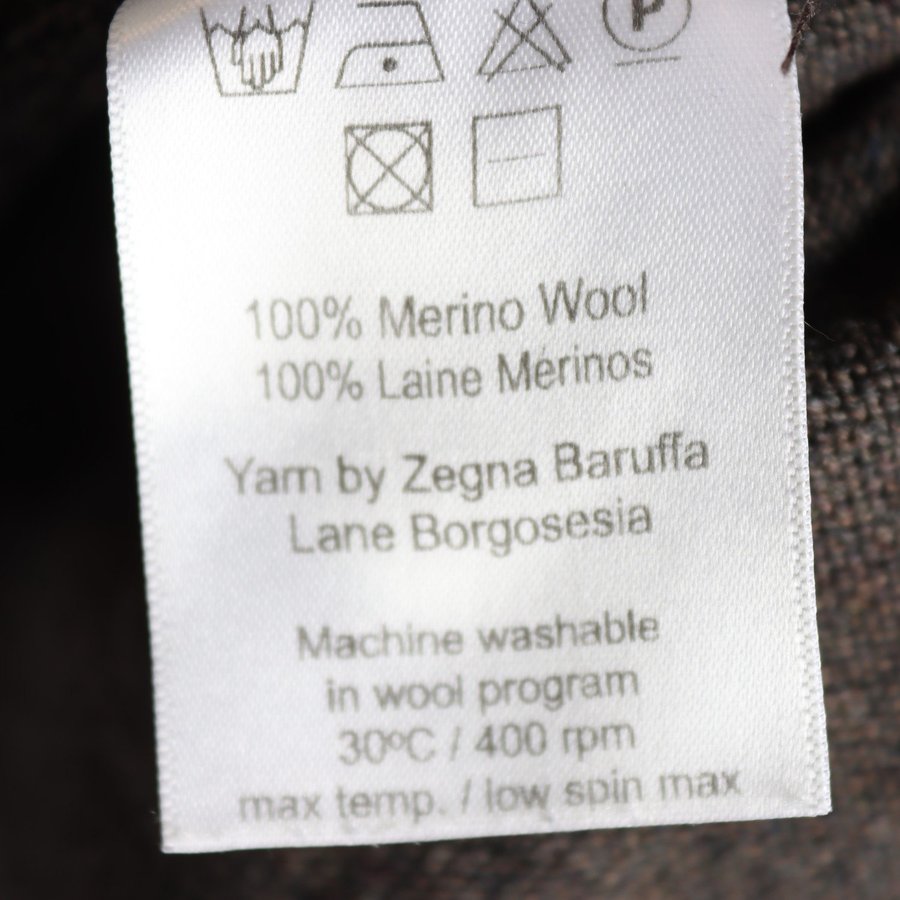 P
100% Merino Wool
100% Laine Mérinos
Yarn by Zegna Baruffa
Lane Borgosesia
Machine washable
in wool program
30ºC / 400 rpm
max temp. / low spin max